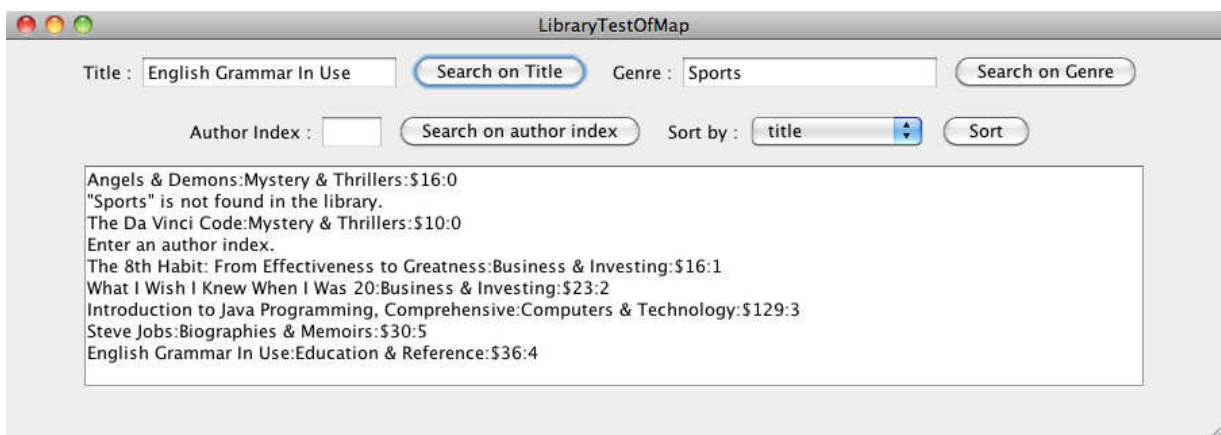 LibraryTestOfMap
Title : English Grammar In Use Search on Title Genre : Sports Search on Genre
Author Index : Search on author index Sort by : title Sort
Angels & Demons:Mystery & Thrillers:$16:0
"Sports" is not found in the library.
The Da Vinci Code:Mystery & Thrillers:$10:0
Enter an author index.
The 8th Habit: From Effectiveness to Greatness:Business & Investing:$16:1
What I Wish I Knew When I Was 20:Business & Investing:$23:2
Introduction to Java Programming, Comprehensive:Computers & Technology:$129:3
Steve Jobs:Biographies & Memoirs:$30:5
English Grammar In Use:Education & Reference:$36:4